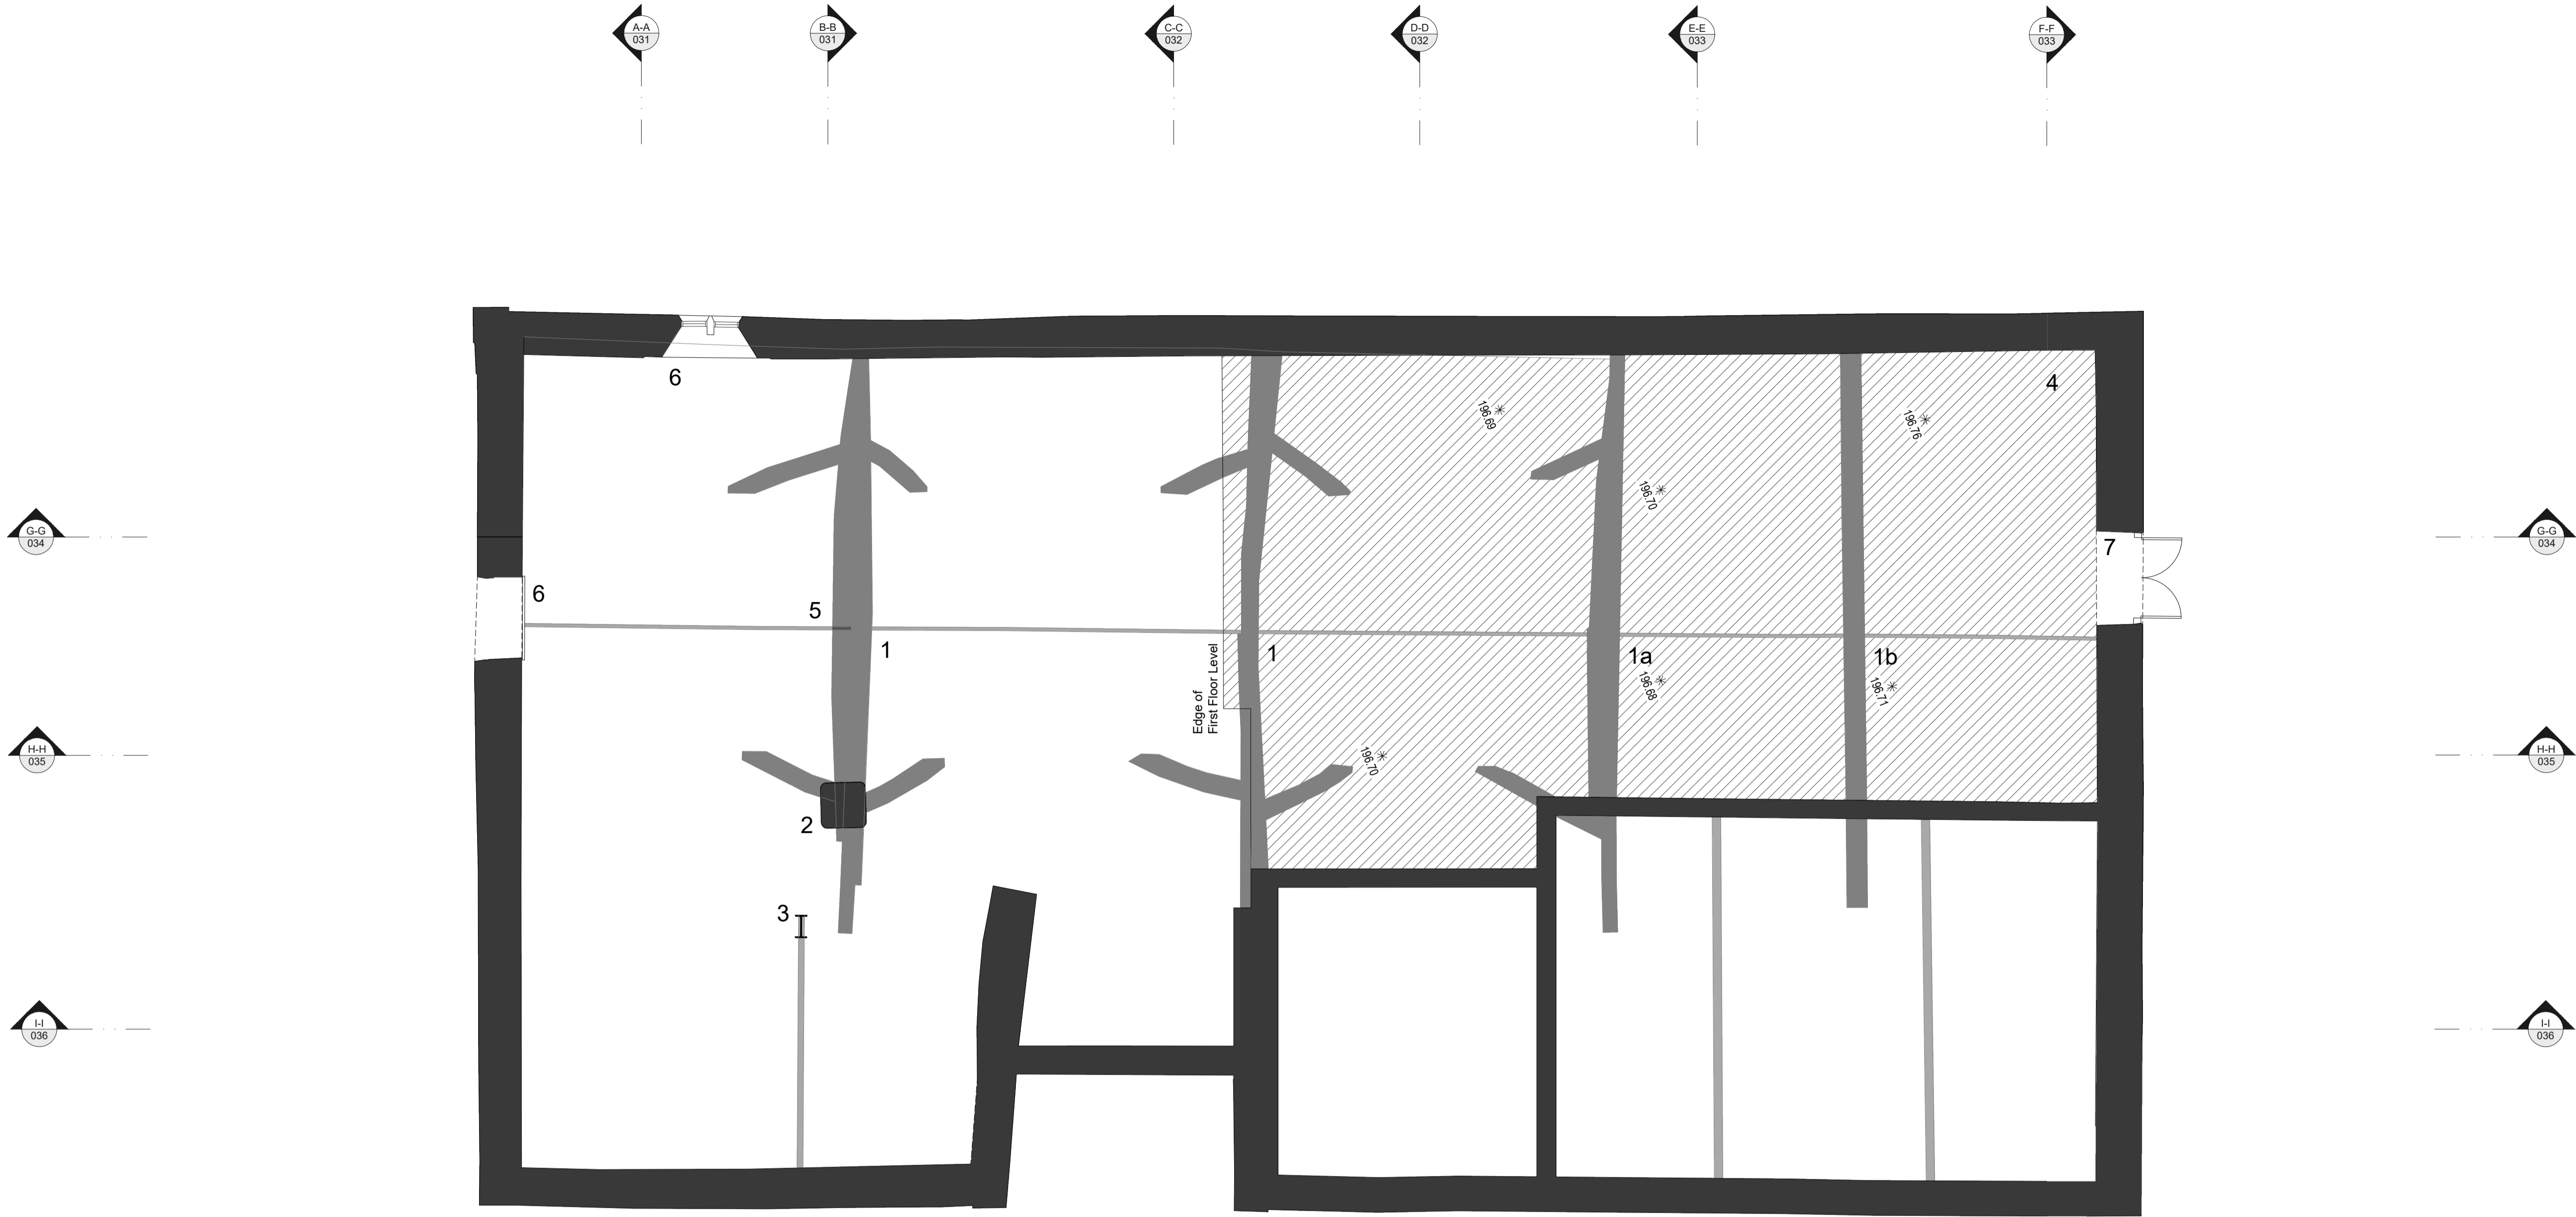 A-A
031
B-B
031
C-C
032
D-D
032
E-E
033
F-F
033
6
4
196.69
196.76
196.70
G-G
034
7
G-G
034
6
5
1
1
1a
1b
196.68
196.71
Edge of
First Floor Level
H-H
035
196.70
H-H
035
2
3
I-I
036
I-I
036